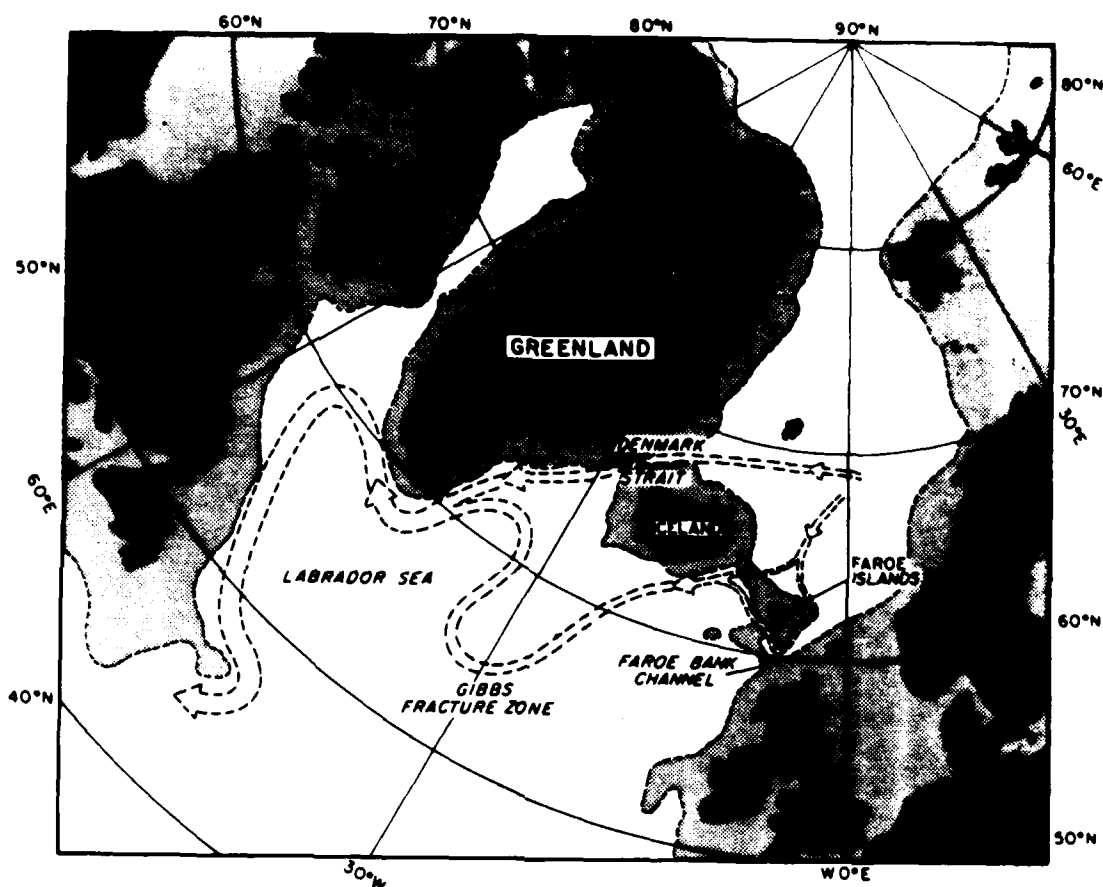 60°N
70°N
80°N
90°N
80°N
60°E
50°N
GREENLAND
70°N
DENMARK
STRAIT
60°E
ICELAND
FAROE
ISLANDS
LABRADOR SEA
60°N
FAROE BANK
CHANNEL
GIBBS
FRACTURE ZONE
40°N
50°N
30°W
W0°E